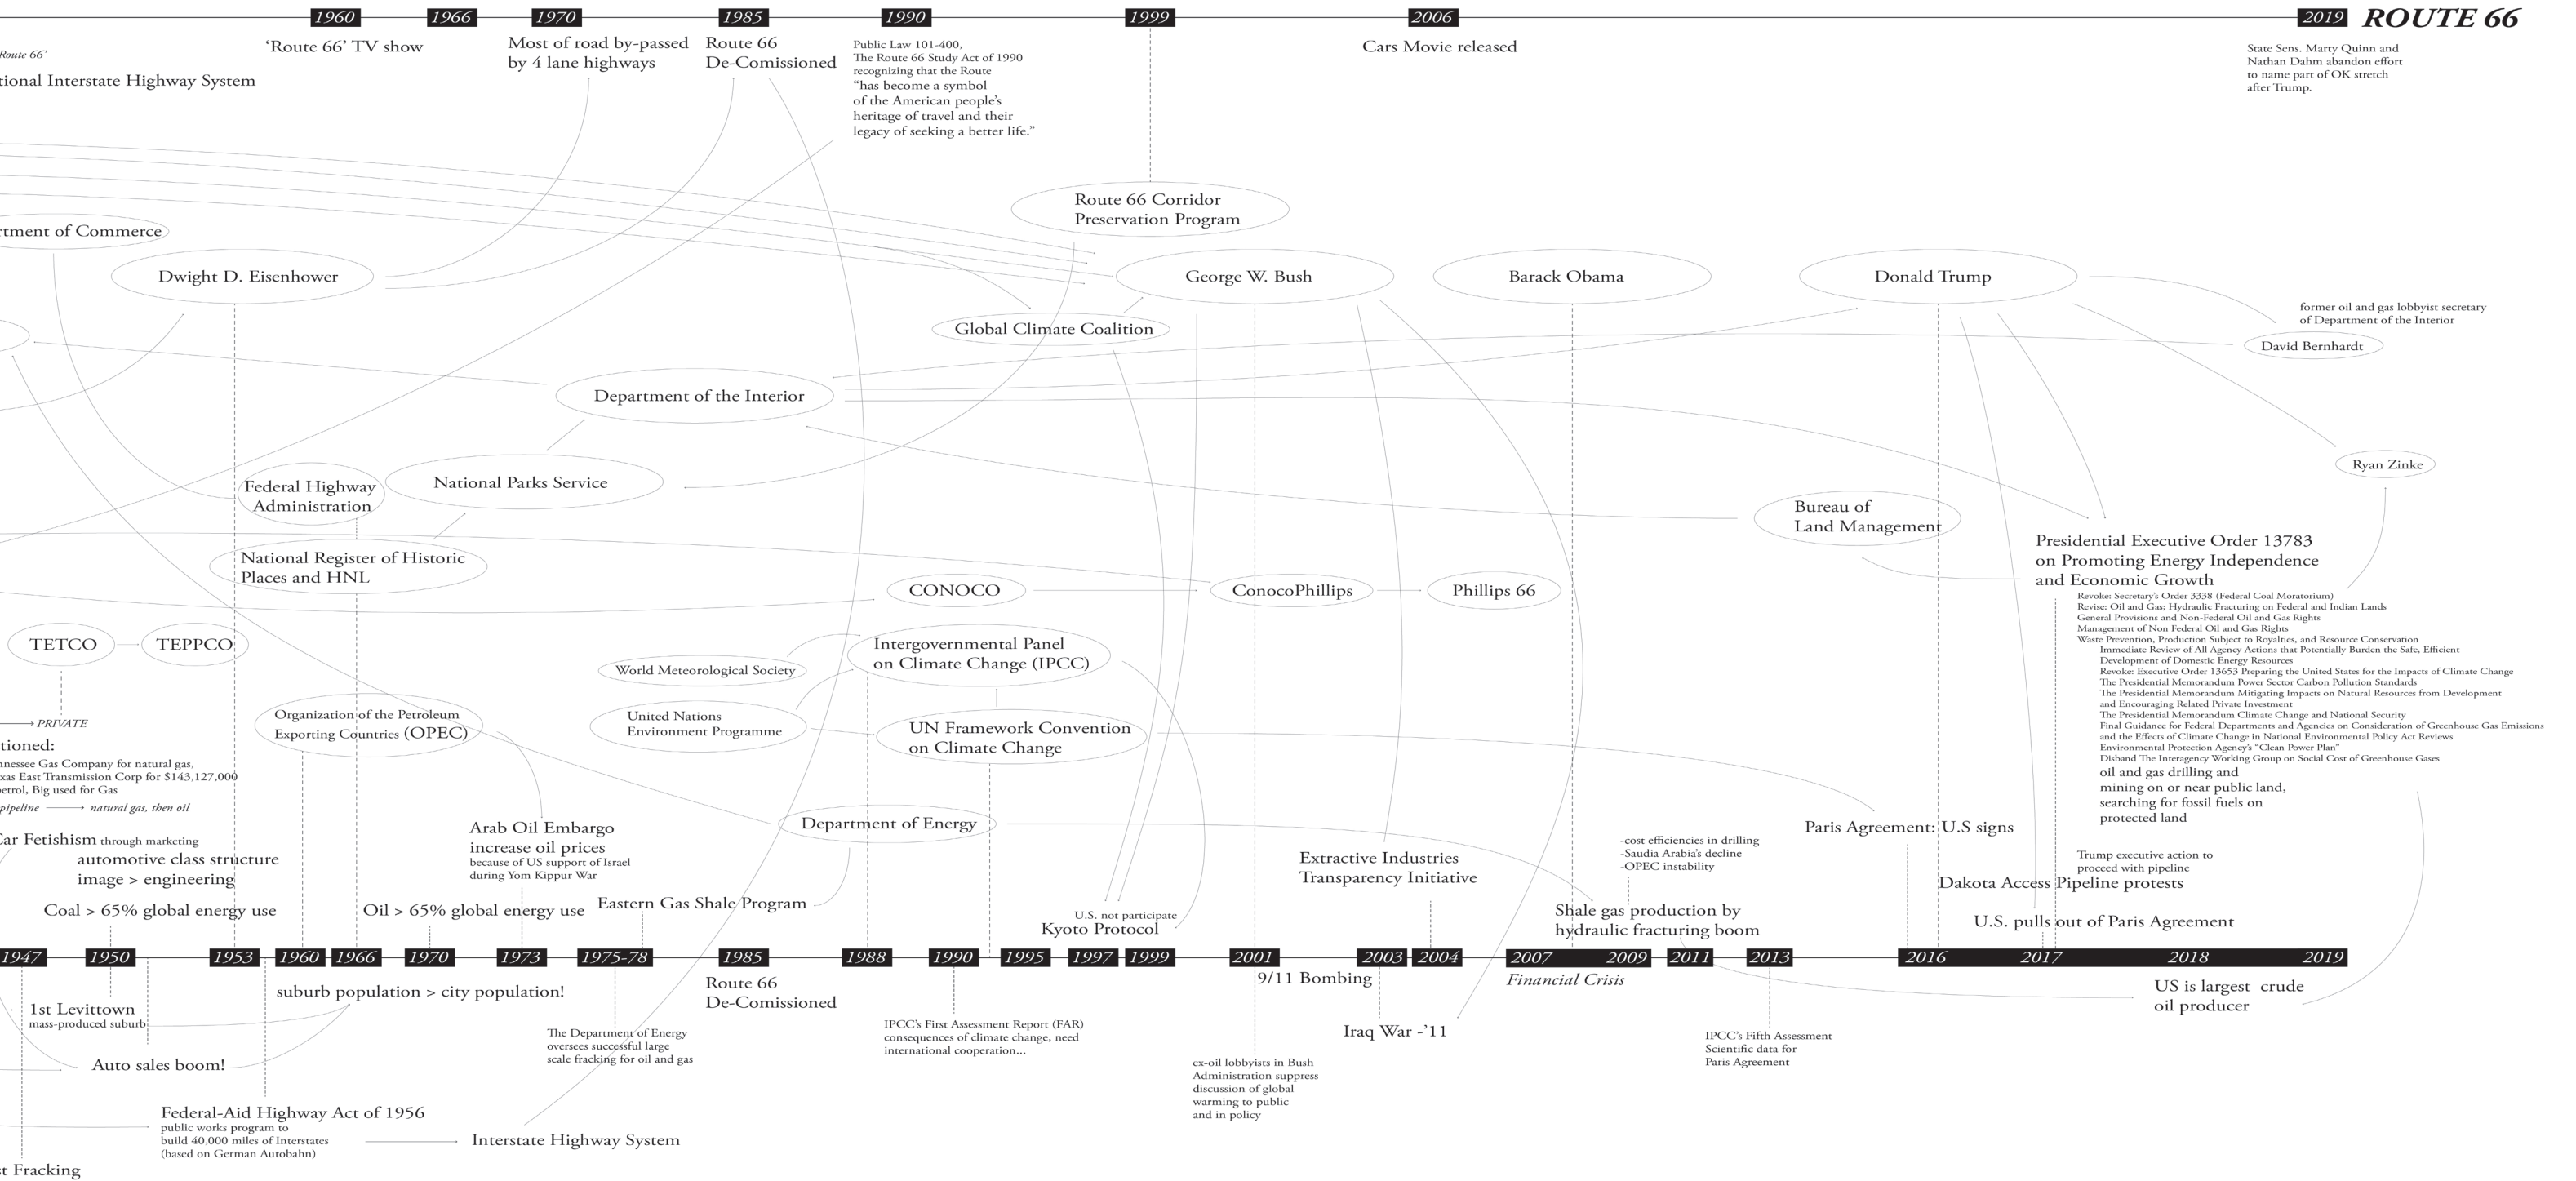 1960
1966
1970
1985
1990
1999
2006
2019
ROUTE 66
Route 66'
tional Interstate Highway System
'Route 66' TV show
Most of road by-passed
by 4 lane highways
Route 66
De-Comissioned
Public Law 101-400,
The Route 66 Study Act of 1990
recognizing that the Route
"has become a symbol
of the American people's
heritage of travel and their
legacy of seeking a better life."
Cars Movie released
State Sens. Marty Quinn and
Nathan Dahm abandon effort
to name part of OK stretch
after Trump.
Route 66 Corridor
Preservation Program
rtment of Commerce
Dwight D. Eisenhower
George W. Bush
Barack Obama
Donald Trump
Global Climate Coalition
former oil and gas lobbyist secretary
of Department of the Interior
David Bernhardt
Department of the Interior
Ryan Zinke
Federal Highway
Administration
National Parks Service
Bureau of
Land Management
National Register of Historic
Places and HNL
CONOCO
ConocoPhillips
Phillips 66
Presidential Executive Order 13783
on Promoting Energy Independence
and Economic Growth
Revoke: Secretary's Order 3338 (Federal Coal Moratorium)
Revise: Oil and Gas; Hydraulic Fracturing on Federal and Indian Lands
General Provisions and Non-Federal Oil and Gas Rights
Management of Non Federal Oil and Gas Rights
Waste Prevention, Production Subject to Royalties, and Resource Conservation
Immediate Review of All Agency Actions that Potentially Burden the Safe, Efficient
Development of Domestic Energy Resources
Revoke: Executive Order 13653 Preparing the United States for the Impacts of Climate Change
The Presidential Memorandum Power Sector Carbon Pollution Standards
The Presidential Memorandum Mitigating Impacts on Natural Resources from Development
and Encouraging Related Private Investment
The Presidential Memorandum Climate Change and National Security
Final Guidance for Federal Departments and Agencies on Consideration of Greenhouse Gas Emissions
and the Effects of Climate Change in National Environmental Policy Act Reviews
Environmental Protection Agency's "Clean Power Plan"
Disband The Interagency Working Group on Social Cost of Greenhouse Gases
oil and gas drilling and
mining on or near public land,
searching for fossil fuels on
protected land
TETCO
TEPPCO
World Meteorological Society
Intergovernmental Panel
on Climate Change (IPCC)
PRIVATE
Organization of the Petroleum
Exporting Countries (OPEC)
United Nations
Environment Programme
UN Framework Convention
on Climate Change
tioned:
nnessee Gas Company for natural gas,
xas East Transmission Corp for $143,127,000
petrol, Big used for Gas
pipeline
natural gas, then oil
Car Fetishism through marketing
automotive class structure
image > engineering
Arab Oil Embargo
increase oil prices
because of US support of Israel
during Yom Kippur War
Department of Energy
Extractive Industries
Transparency Initiative
-cost efficiencies in drilling
-Saudia Arabia's decline
-OPEC instability
Paris Agreement: U.S signs
Trump executive action to
proceed with pipeline
Dakota Access Pipeline protests
Coal > 65% global energy use
Oil > 65% global energy use
Eastern Gas Shale Program
U.S. not participate
Kyoto Protocol
Shale gas production by
hydraulic fracturing boom
U.S. pulls out of Paris Agreement
1947
1950
1953
1960
1966
1970
1973
1975-78
1985
1988
1990
1995
1997
1999
2001
2003
2004
2007
2009
2011
2013
2016
2017
2018
2019
1st Levittown
mass-produced suburb
suburb population > city population!
Route 66
De-Comissioned
9/11 Bombing
Financial Crisis
US is largest crude
oil producer
The Department of Energy
oversees successful large
scale fracking for oil and gas
IPCC's First Assessment Report (FAR)
consequences of climate change, need
international cooperation...
Iraq War -'11
IPCC's Fifth Assessment
Scientific data for
Paris Agreement
Auto sales boom!
ex-oil lobbyists in Bush
Administration suppress
discussion of global
warming to public
and in policy
Federal-Aid Highway Act of 1956
public works program to
build 40,000 miles of Interstates
(based on German Autobahn)
Interstate Highway System
st Fracking